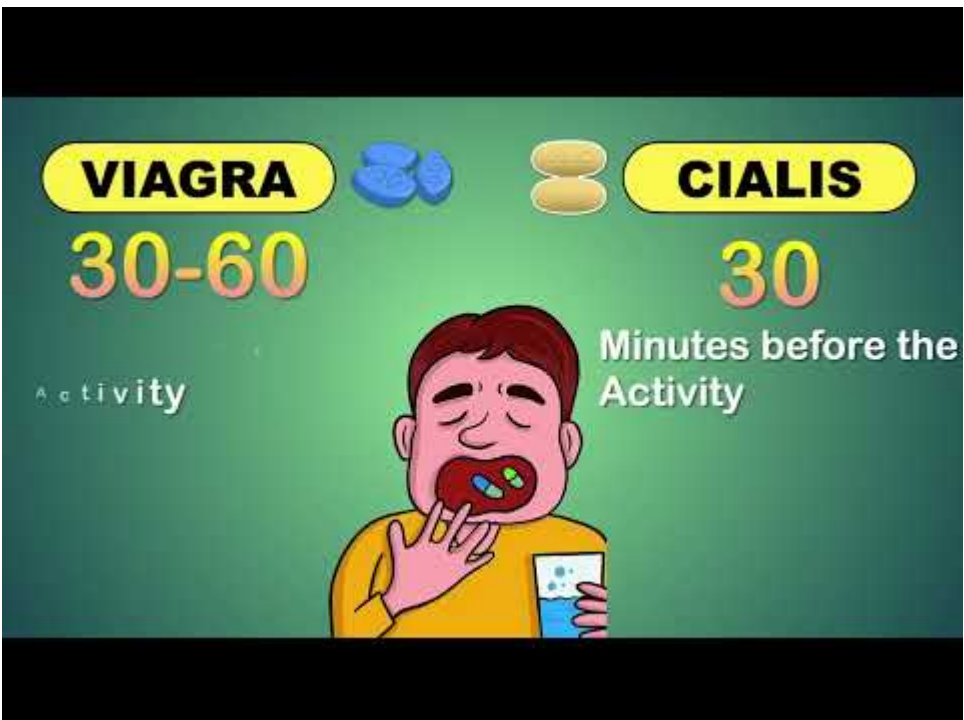 VIAGRA
CIALIS
30-60
30
Minutes before the
Activity
Activity